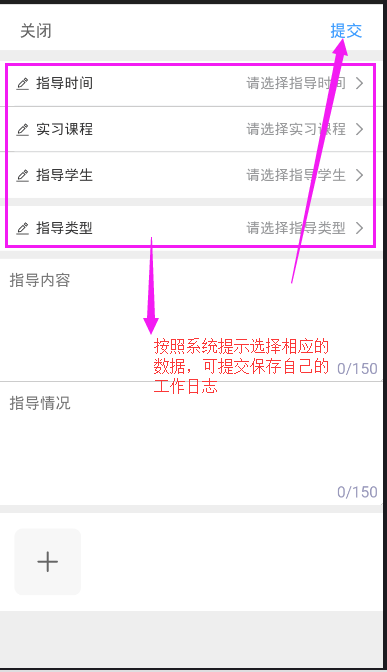 关闭 提交
指导时间 请选择指导时间
实习课程 请选择实习课程
指导学生 请选择指导学生
指导类型 请选择指导类型
指导内容
按照系统提示选择相应的
数据，可提交保存自己的
工作日志
0/150
指导情况
0/150